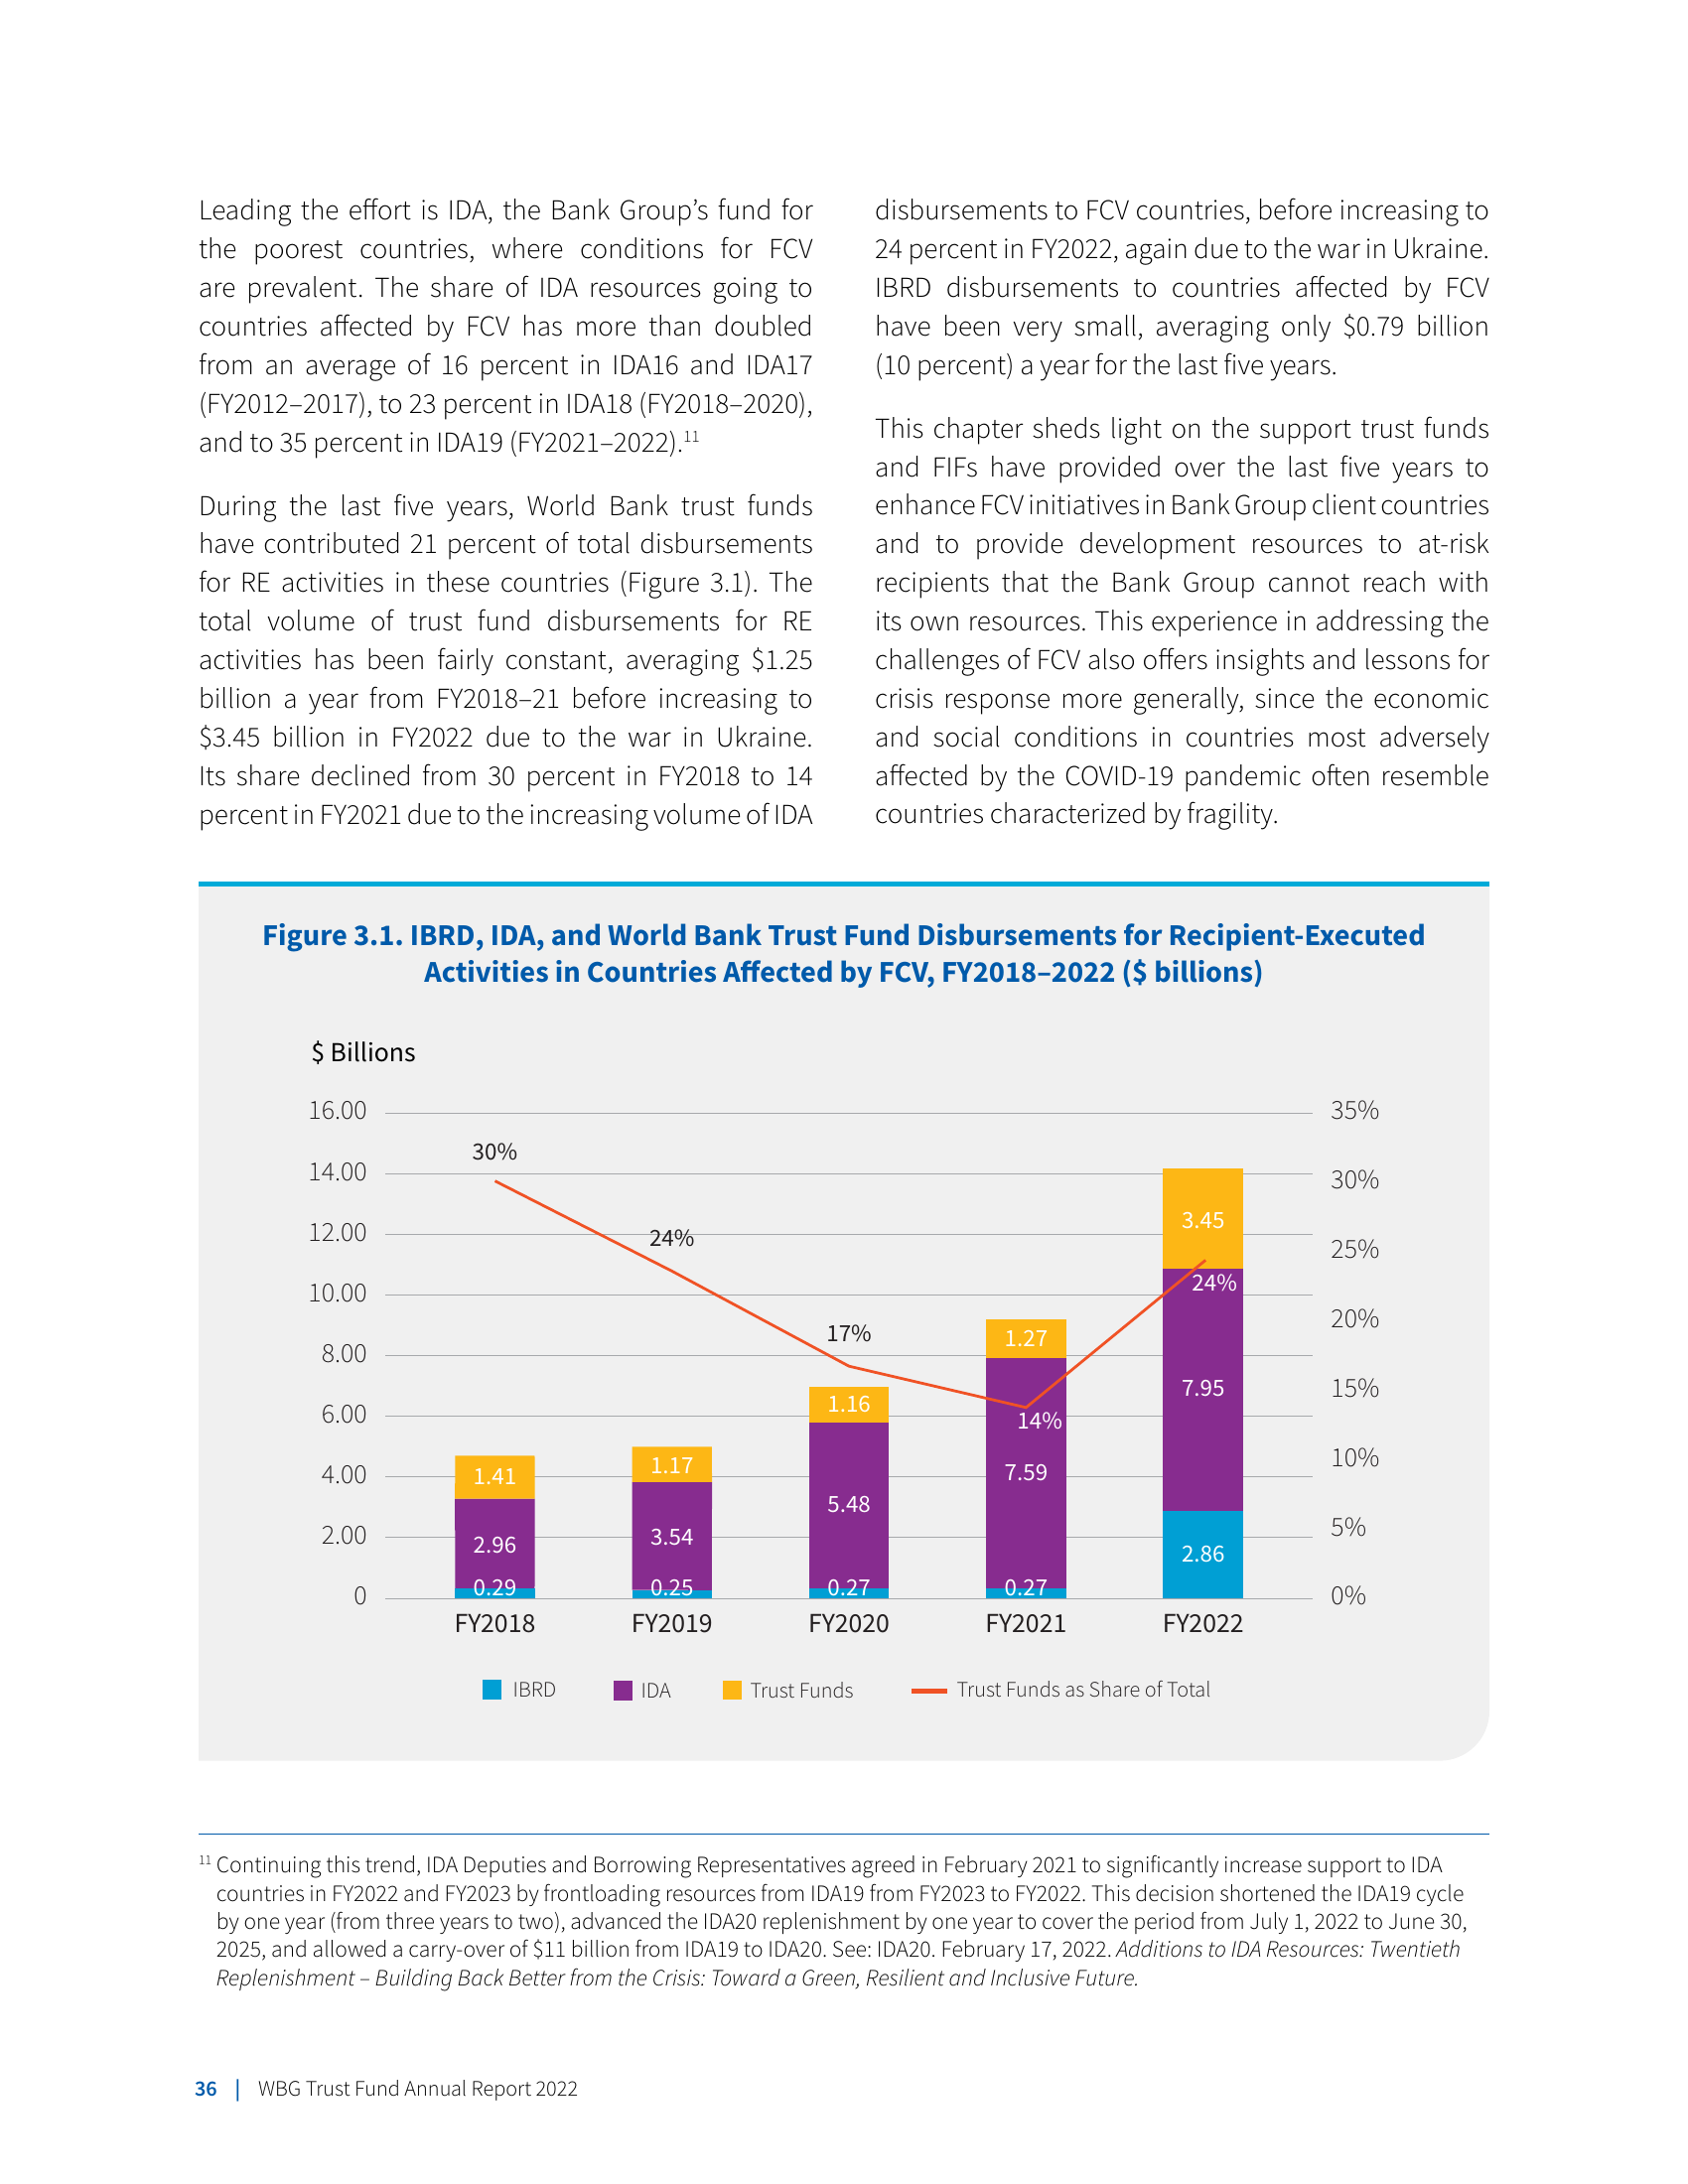 Leading the effort is IDA, the Bank Group’s fund for
the poorest countries, where conditions for FCV
are prevalent. The share of IDA resources going to
countries affected by FCV has more than doubled
from an average of 16 percent in IDA16 and IDA17
(FY2012–2017), to 23 percent in IDA18 (FY2018–2020),
and to 35 percent in IDA19 (FY2021–2022).¹¹
During the last five years, World Bank trust funds
have contributed 21 percent of total disbursements
for RE activities in these countries (Figure 3.1). The
total volume of trust fund disbursements for RE
activities has been fairly constant, averaging $1.25
billion a year from FY2018–21 before increasing to
$3.45 billion in FY2022 due to the war in Ukraine.
Its share declined from 30 percent in FY2018 to 14
percent in FY2021 due to the increasing volume of IDA
disbursements to FCV countries, before increasing to
24 percent in FY2022, again due to the war in Ukraine.
IBRD disbursements to countries affected by FCV
have been very small, averaging only $0.79 billion
(10 percent) a year for the last five years.
This chapter sheds light on the support trust funds
and FIFs have provided over the last five years to
enhance FCV initiatives in Bank Group client countries
and to provide development resources to at-risk
recipients that the Bank Group cannot reach with
its own resources. This experience in addressing the
challenges of FCV also offers insights and lessons for
crisis response more generally, since the economic
and social conditions in countries most adversely
affected by the COVID-19 pandemic often resemble
countries characterized by fragility.
Figure 3.1. IBRD, IDA, and World Bank Trust Fund Disbursements for Recipient-Executed
Activities in Countries Affected by FCV, FY2018–2022 ($ billions)
$ Billions
16.00
14.00
12.00
10.00
8.00
6.00
4.00
2.00
0
35%
30%
25%
20%
15%
10%
5%
0%
30%
24%
17%
14%
24%
1.41
2.96
0.29
1.17
3.54
0.25
1.16
5.48
0.27
1.27
7.59
0.27
3.45
7.95
2.86
FY2018 FY2019 FY2020 FY2021 FY2022
IBRD IDA Trust Funds Trust Funds as Share of Total
¹¹ Continuing this trend, IDA Deputies and Borrowing Representatives agreed in February 2021 to significantly increase support to IDA
countries in FY2022 and FY2023 by frontloading resources from IDA19 from FY2023 to FY2022. This decision shortened the IDA19 cycle
by one year (from three years to two), advanced the IDA20 replenishment by one year to cover the period from July 1, 2022 to June 30,
2025, and allowed a carry-over of $11 billion from IDA19 to IDA20. See: IDA20. February 17, 2022. Additions to IDA Resources: Twentieth
Replenishment – Building Back Better from the Crisis: Toward a Green, Resilient and Inclusive Future.
36 | WBG Trust Fund Annual Report 2022